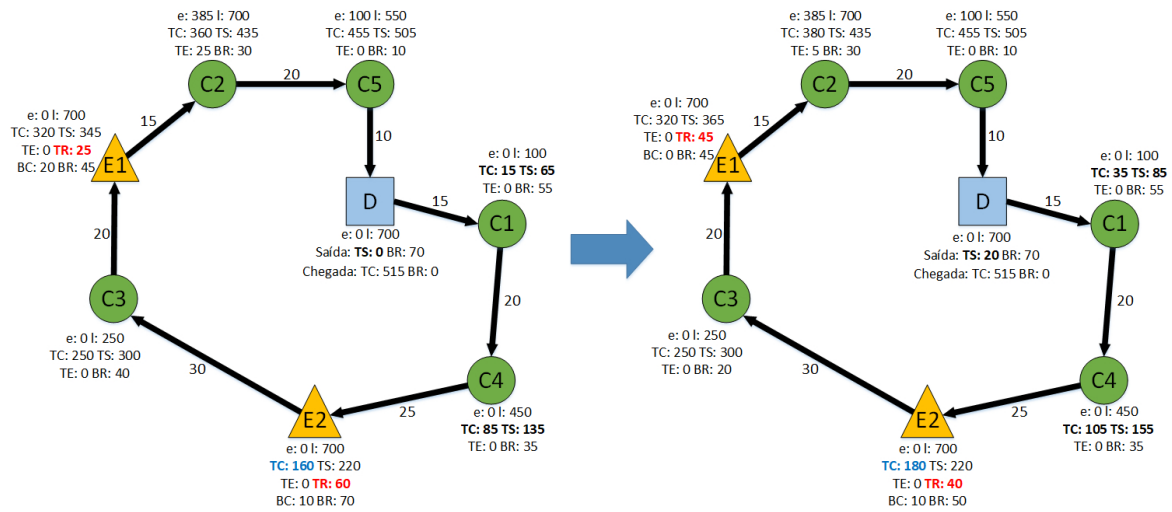 e: 385 l: 700
TC: 360 TS: 435
TE: 25 BR: 30
C2
20
e: 100 l: 550
TC: 455 TS: 505
TE: 0 BR: 10
C5
10
15
e: 0 l: 700
TC: 320 TS: 345
TE: 0 TR: 25
BC: 20 BR: 45
E1
e: 0 l: 100
TC: 15 TS: 65
TE: 0 BR: 55
C1
15
D
e: 0 l: 700
Saída: TS: 0 BR: 70
Chegada: TC: 515 BR: 0
20
20
C3
e: 0 l: 250
TC: 250 TS: 300
TE: 0 BR: 40
30
C4
25
e: 0 l: 450
TC: 85 TS: 135
TE: 0 BR: 35
E2
e: 0 l: 700
TC: 160 TS: 220
TE: 0 TR: 60
BC: 10 BR: 70
e: 385 l: 700
TC: 380 TS: 435
TE: 5 BR: 30
C2
20
e: 100 l: 550
TC: 455 TS: 505
TE: 0 BR: 10
C5
10
15
e: 0 l: 700
TC: 320 TS: 365
TE: 0 TR: 45
BC: 0 BR: 45
E1
e: 0 l: 100
TC: 35 TS: 85
TE: 0 BR: 55
C1
15
D
e: 0 l: 700
Saída: TS: 20 BR: 70
Chegada: TC: 515 BR: 0
20
20
C3
e: 0 l: 250
TC: 250 TS: 300
TE: 0 BR: 20
30
C4
25
e: 0 l: 450
TC: 105 TS: 155
TE: 0 BR: 35
E2
e: 0 l: 700
TC: 180 TS: 220
TE: 0 TR: 40
BC: 10 BR: 50